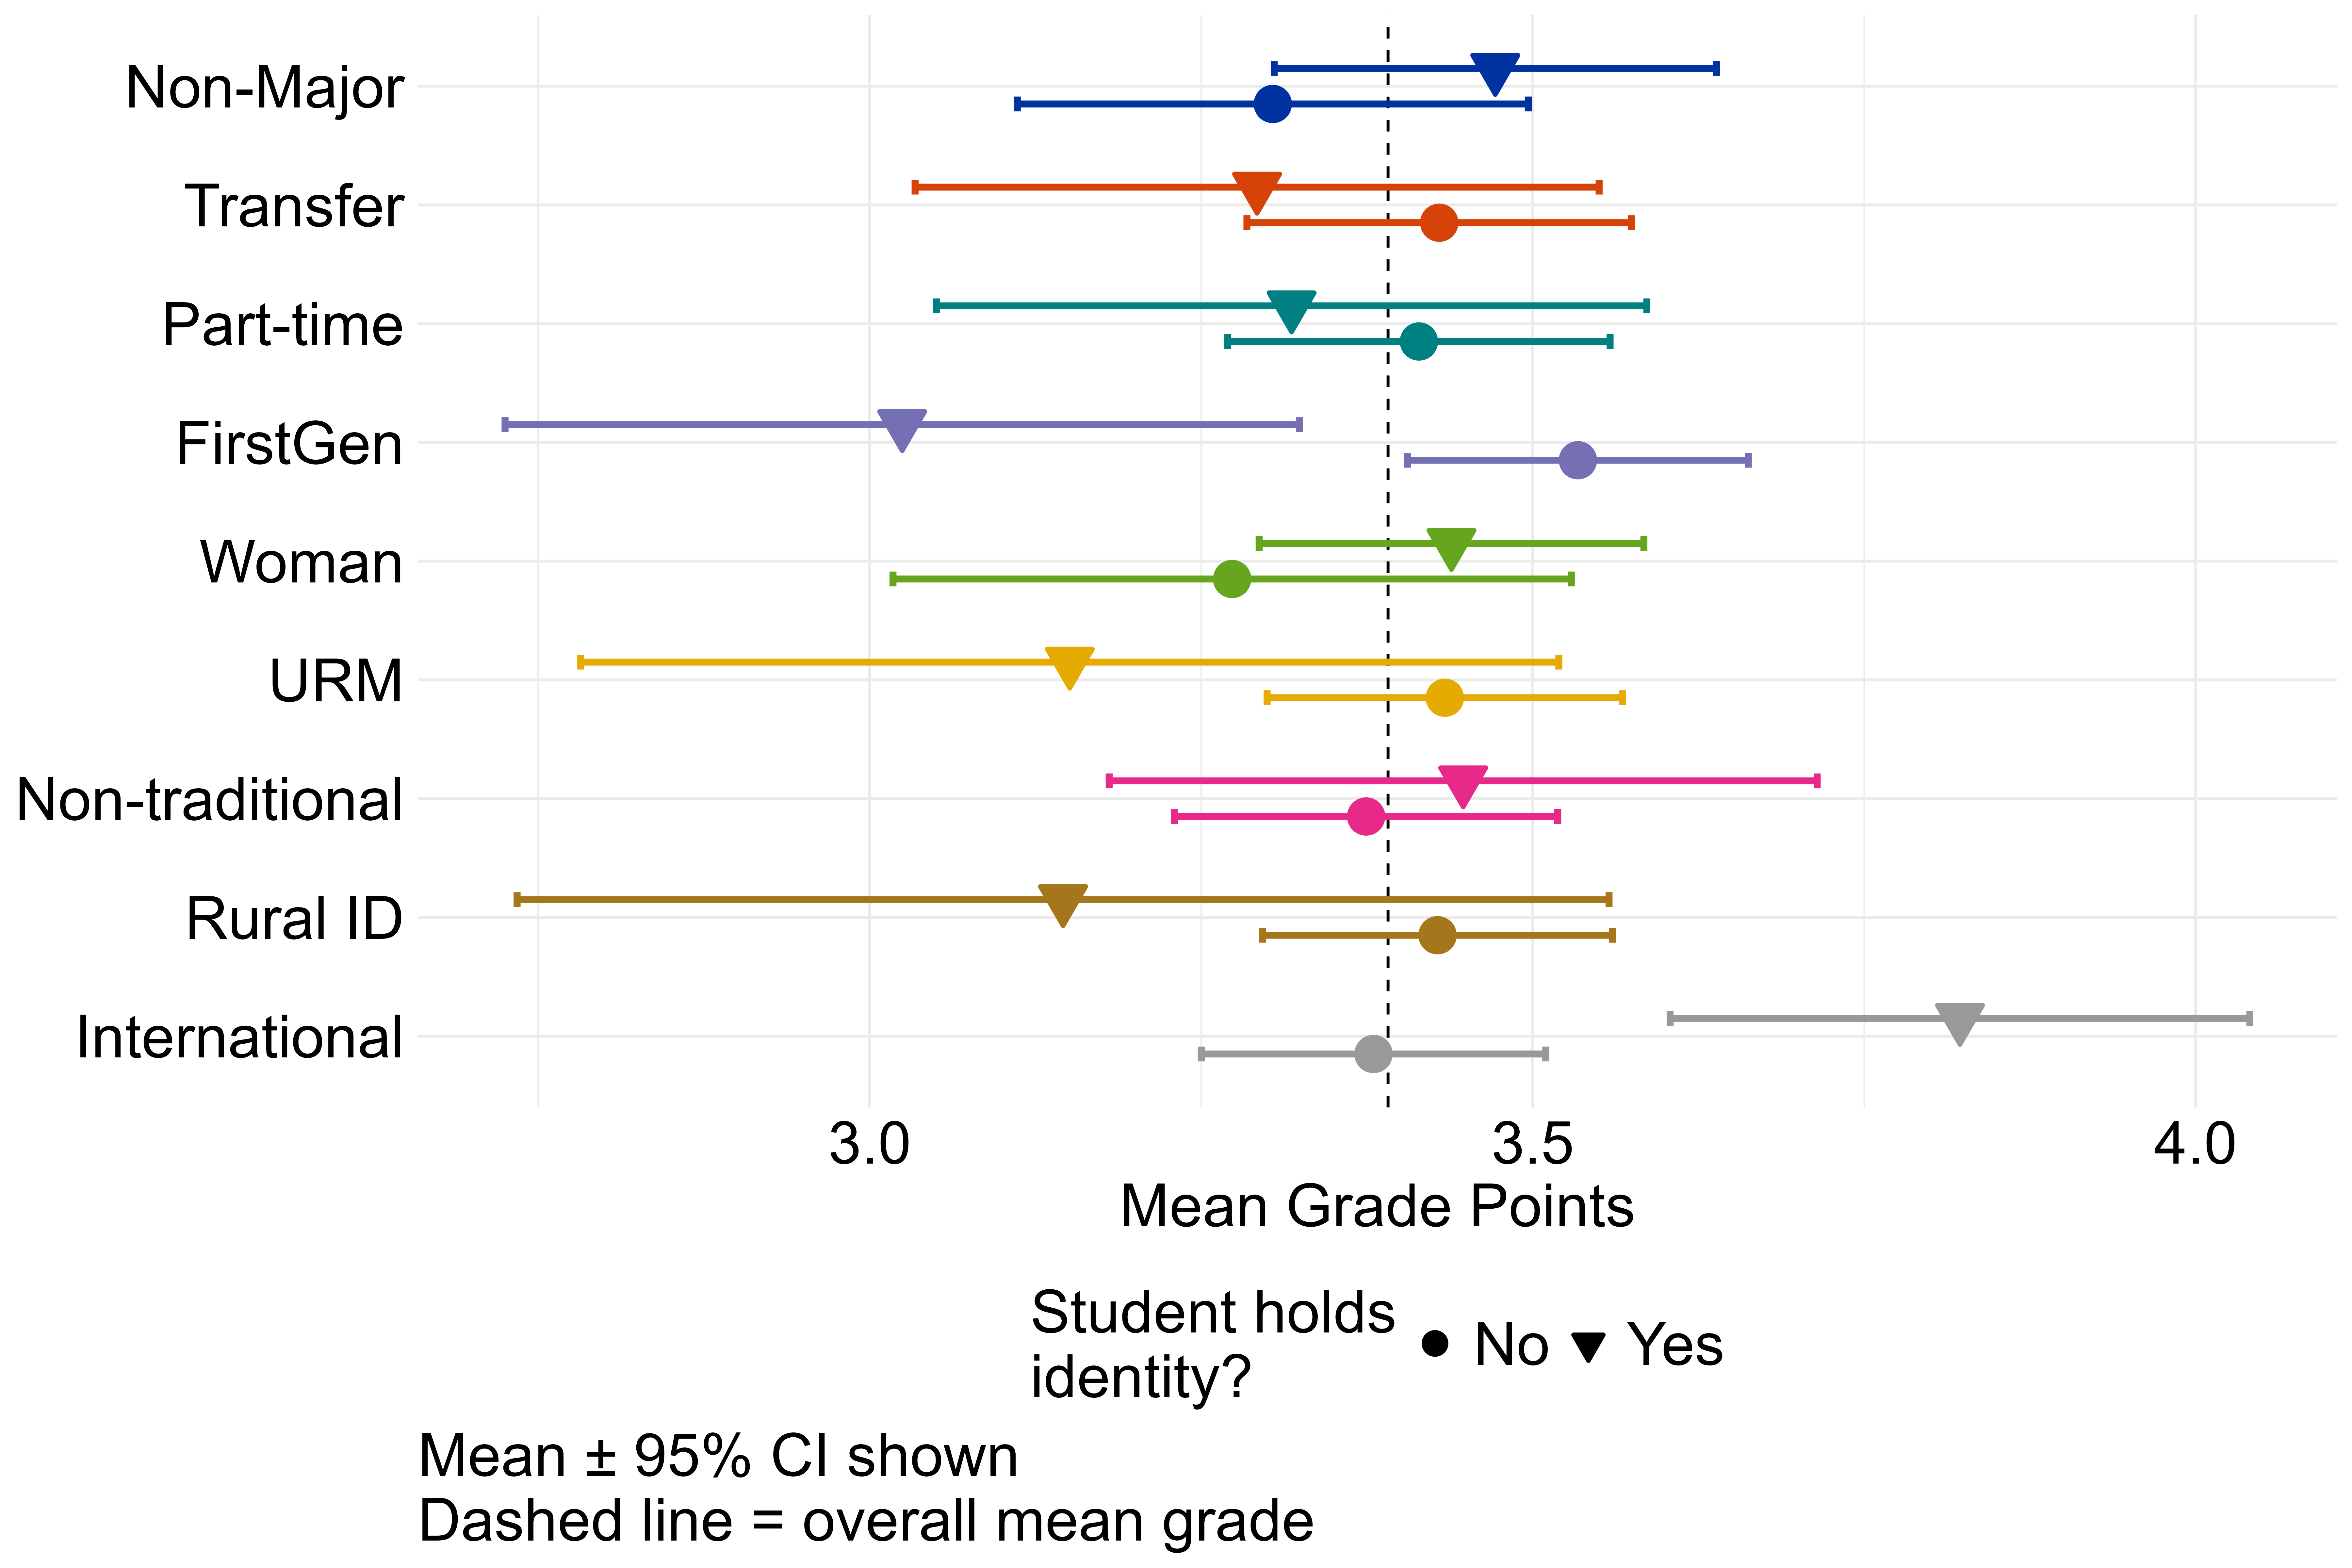 Non-Major
Transfer
Part-time
FirstGen
Woman
URM
Non-traditional
Rural ID
International
3.0 3.5 4.0
Mean Grade Points
Student holds
identity?
No Yes
Mean ± 95% CI shown
Dashed line = overall mean grade